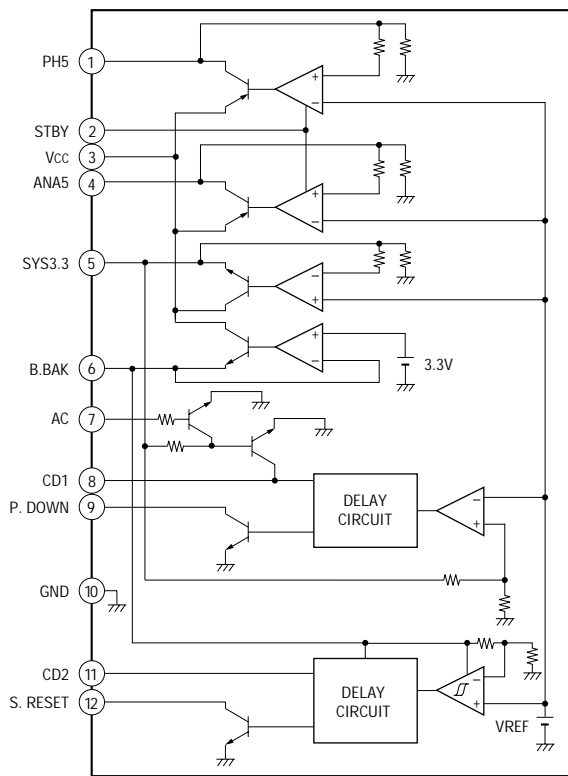 PH5 1
+
−
STBY 2
Vcc 3
ANA5 4
+
−
SYS3.3 5
−
+
+
−
3.3V
B.BAK 6
AC 7
CD1 8
DELAY
CIRCUIT
−
+
P. DOWN 9
GND 10
CD2 11
DELAY
CIRCUIT
−
+
S. RESET 12
VREF